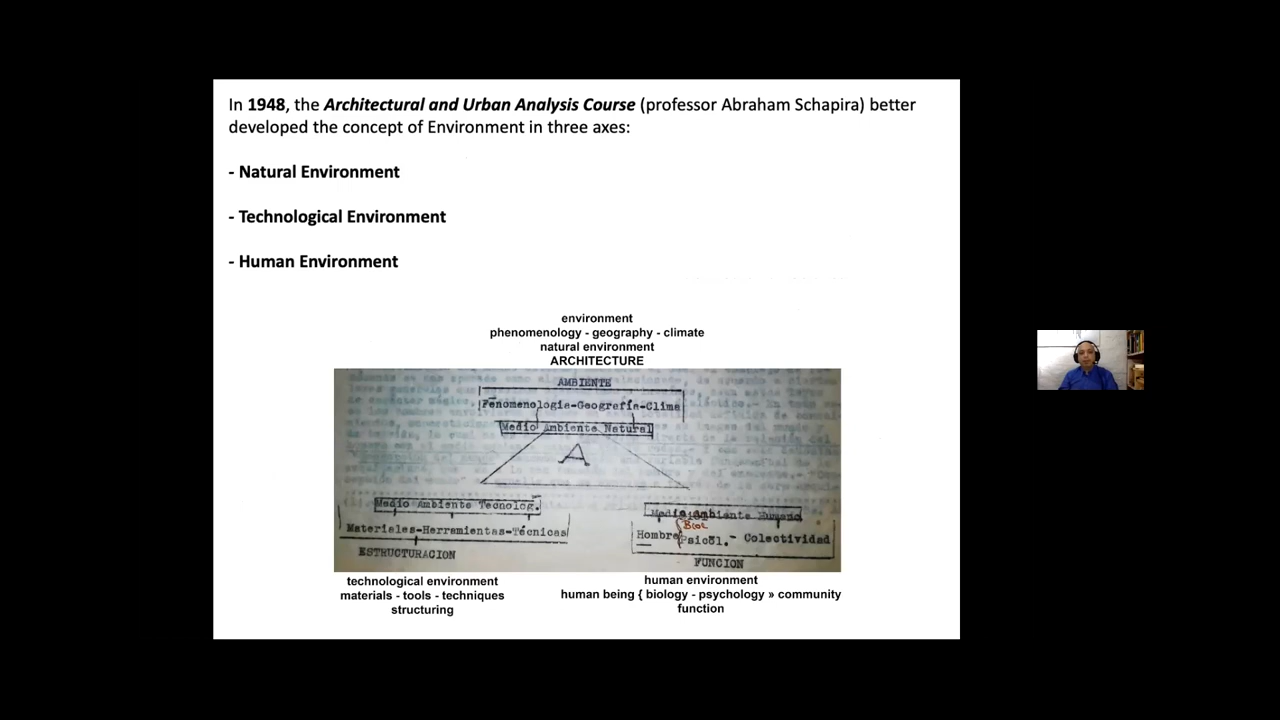 In 1948, the Architectural and Urban Analysis Course (professor Abraham Schapira) better
developed the concept of Environment in three axes:
- Natural Environment
- Technological Environment
- Human Environment
environment
phenomenology - geography - climate
natural environment
ARCHITECTURE
AMBIENTE
Fenomenología-Geografía-Clima
Medio Ambiente Natural
A
Medio Ambiente Tecnolog.
Materiales-Herramientas-Técnicas
ESTRUCTURACION
Medio Ambiente Humano
Hombre Psicol.- Colectividad
FUNCION
technological environment
materials - tools - techniques
structuring
human environment
human being { biology - psychology » community
function